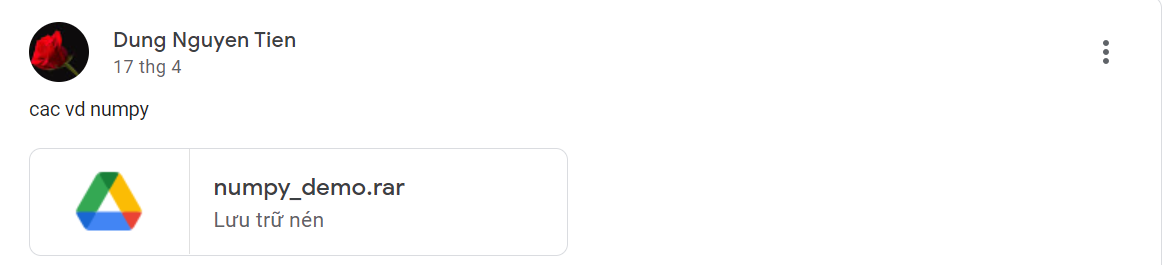 Dung Nguyen Tien
17 thg 4
cac vd numpy
numpy_demo.rar
Lưu trữ nén